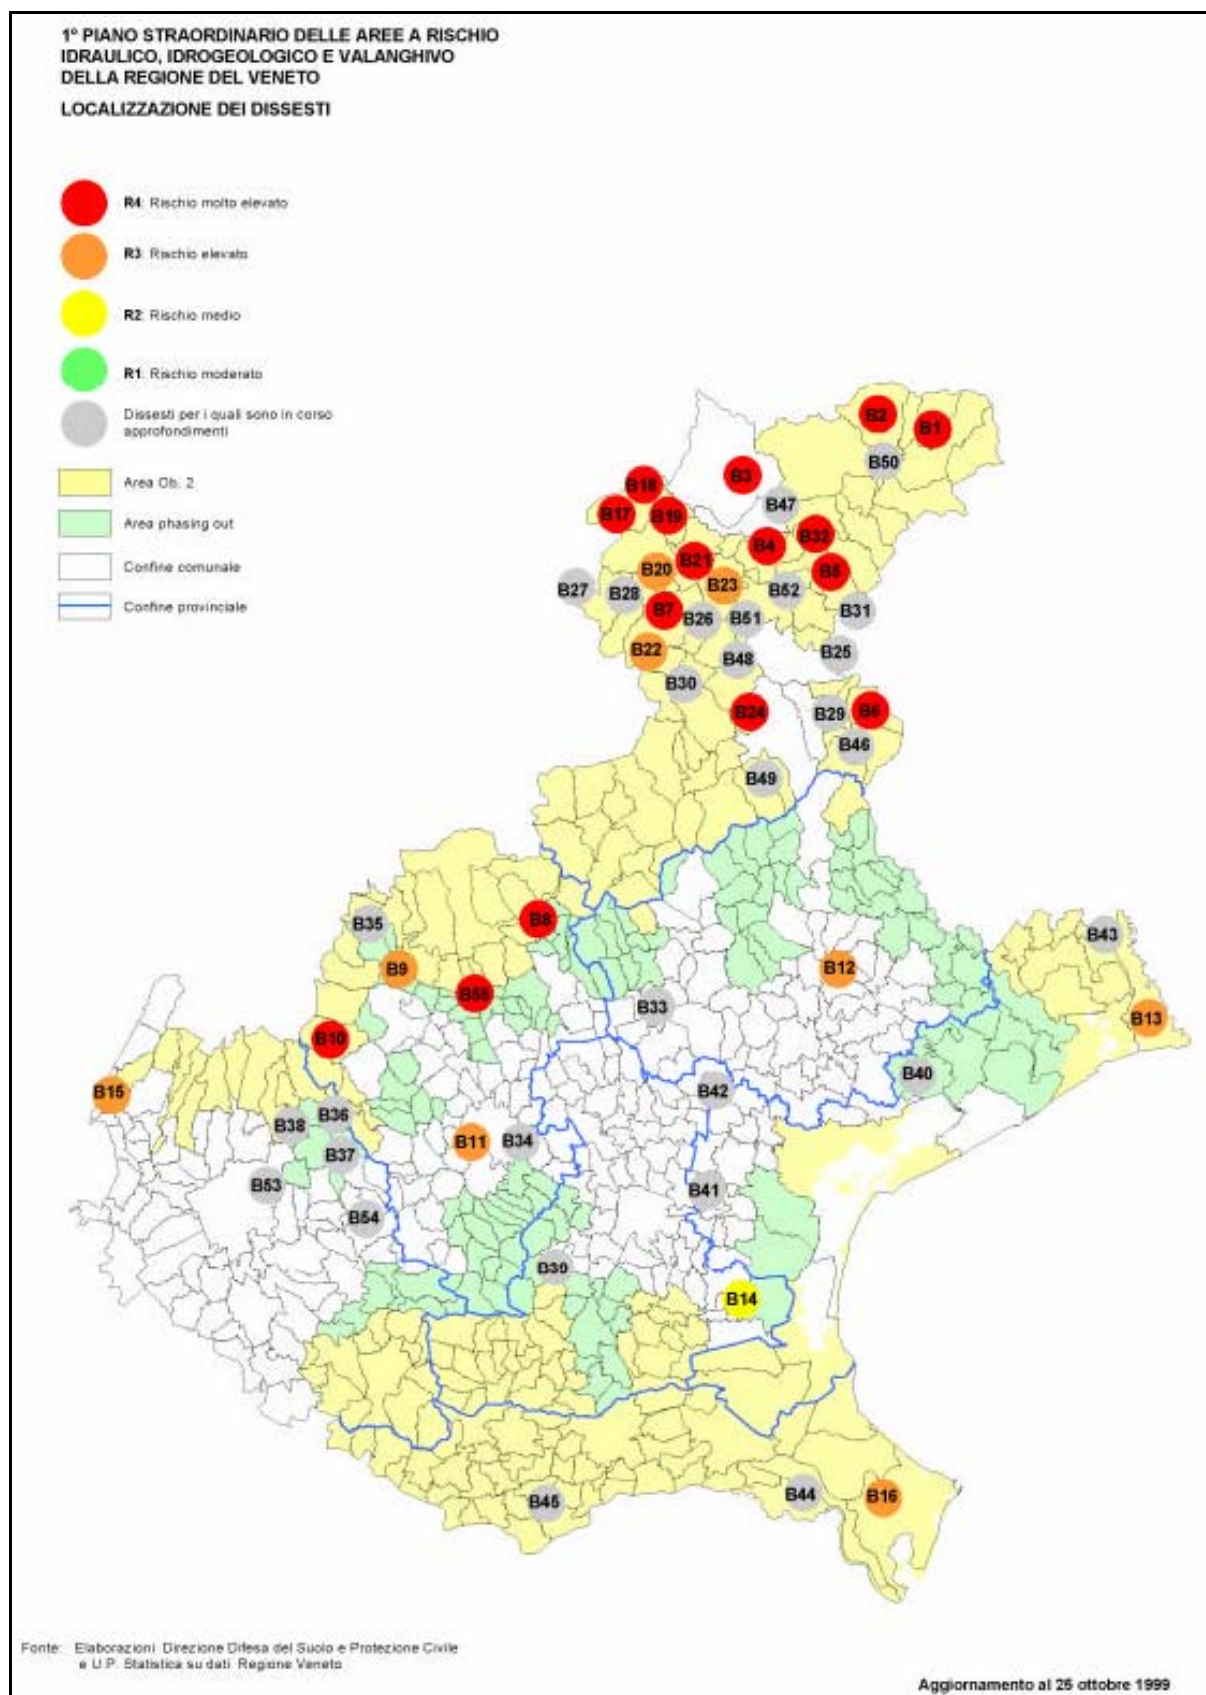 1° PIANO STRAORDINARIO DELLE AREE A RISCHIO
IDRAULICO, IDROGEOLOGICO E VALANGHIVO
DELLA REGIONE DEL VENETO
LOCALIZZAZIONE DEI DISSESTI
R4: Rischio molto elevato
R3: Rischio elevato
R2: Rischio medio
R1: Rischio moderato
Dissesti per i quali sono in corso
approfondimenti
Area Ob. 2
Area phasing out
Confine comunale
Confine provinciale
B2
B1
B50
B3
B18
B47
B17
B19
B32
B4
B21
B20
B5
B23
B27
B28
B52
B7
B26
B51
B31
B22
B48
B25
B30
B24
B29
B6
B46
B49
B35
B8
B43
B9
B12
B55
B33
B13
B10
B40
B15
B42
B36
B38
B11
B34
B37
B53
B41
B54
B39
B14
B45
B44
B16
Fonte: Elaborazioni Direzione Difesa del Suolo e Protezione Civile
e U.P. Statistica su dati Regione Veneto
Aggiornamento al 25 ottobre 1999